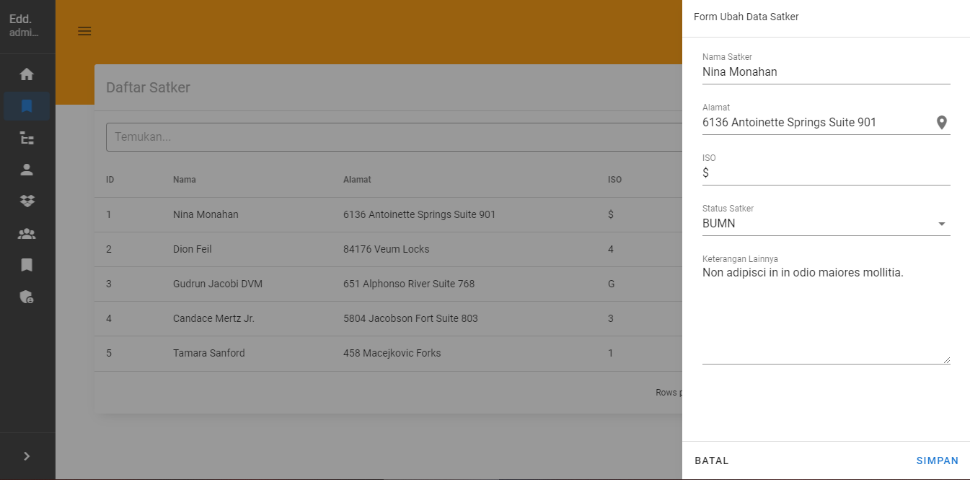 Edd.
admi...
Daftar Satker
Temukan...
ID Nama Alamat ISO
1 Nina Monahan 6136 Antoinette Springs Suite 901 $
2 Dion Feil 84176 Veum Locks 4
3 Gudrun Jacobi DVM 651 Alphonso River Suite 768 G
4 Candace Mertz Jr. 5804 Jacobson Fort Suite 803 3
5 Tamara Sanford 458 Macejkovic Forks 1
Rows
Form Ubah Data Satker
Nama Satker
Nina Monahan
Alamat
6136 Antoinette Springs Suite 901
ISO
$
Status Satker
BUMN
Keterangan Lainnya
Non adipisci in in odio maiores mollitia.
BATAL SIMPAN